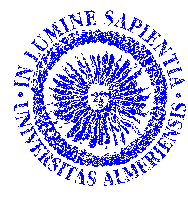 IN LUMINE SAPIENTIA
UNIVERSITAS ALMERIENSIS